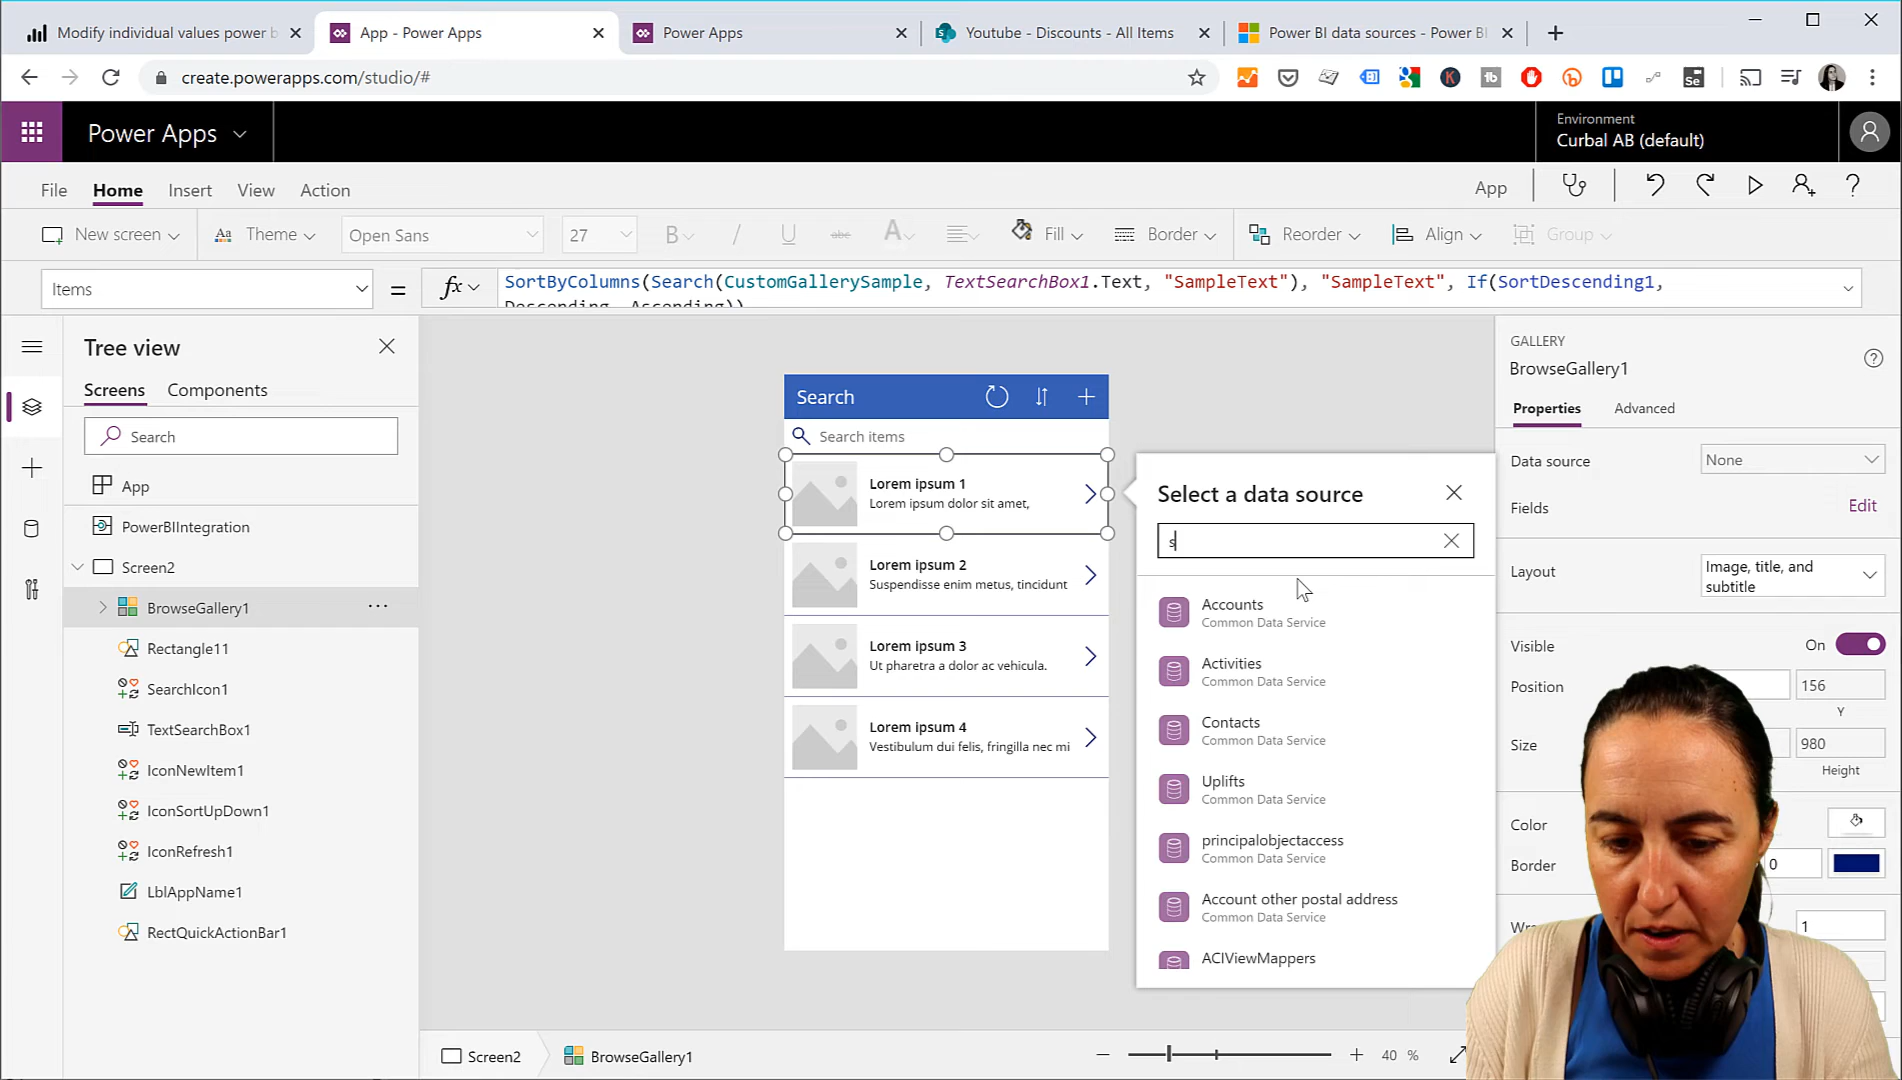 Modify individual values power b
App - Power Apps
Power Apps
Youtube - Discounts - All Items
Power BI data sources - Power BI
create.powerapps.com/studio/#
Power Apps
Environment
Curbal AB (default)
File
Home
Insert
View
Action
App
New screen
Theme
Open Sans
27
Fill
Border
Reorder
Align
Group
Items
=
fx
SortByColumns(Search(CustomGallerySample, TextSearchBox1.Text, "SampleText"), "SampleText", If(SortDescending1,
Descending, Ascending))
Tree view
Screens
Components
Search
App
PowerBIIntegration
Screen2
BrowseGallery1
Rectangle11
SearchIcon1
TextSearchBox1
IconNewItem1
IconSortUpDown1
IconRefresh1
LblAppName1
RectQuickActionBar1
Search
Search items
Lorem ipsum 1
Lorem ipsum dolor sit amet,
Lorem ipsum 2
Suspendisse enim metus, tincidunt
Lorem ipsum 3
Ut pharetra a dolor ac vehicula.
Lorem ipsum 4
Vestibulum dui felis, fringilla nec mi
Select a data source
s
Accounts
Common Data Service
Activities
Common Data Service
Contacts
Common Data Service
Uplifts
Common Data Service
principalobjectaccess
Common Data Service
Account other postal address
Common Data Service
ACIViewMappers
GALLERY
BrowseGallery1
Properties
Advanced
Data source
None
Fields
Edit
Layout
Image, title, and
subtitle
Visible
On
Position
156
Y
Size
980
Height
Color
Border
0
1
Screen2
BrowseGallery1
40 %